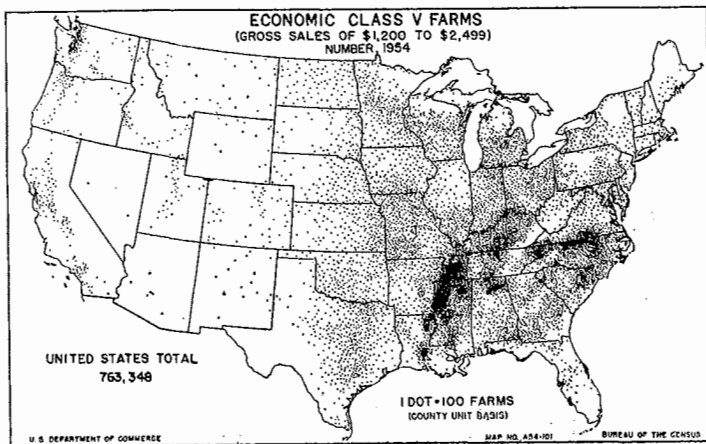 ECONOMIC CLASS V FARMS
(GROSS SALES OF $1,200 TO $2,499)
NUMBER, 1954
UNITED STATES TOTAL
763,348
1 DOT=100 FARMS
(COUNTY UNIT BASIS)
U.S. DEPARTMENT OF COMMERCE
MAP NO. A54-101
BUREAU OF THE CENSUS